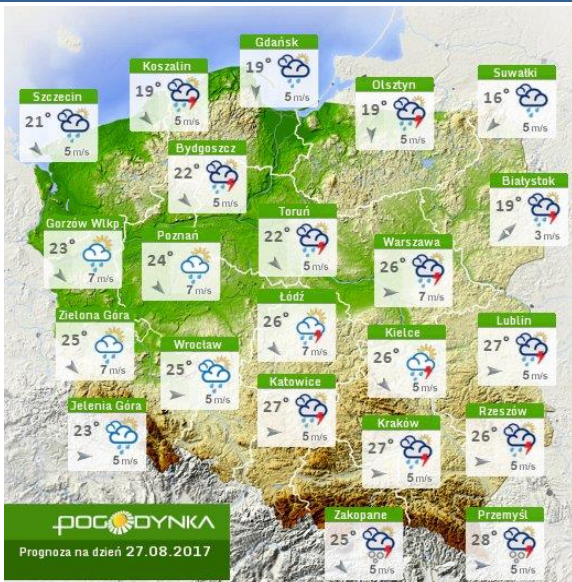 Gdańsk
19°
5 m/s
Koszalin
19°
5 m/s
Suwałki
16°
5 m/s
Olsztyn
19°
5 m/s
Szczecin
21°
5 m/s
Bydgoszcz
22°
5 m/s
Białystok
19°
3 m/s
Toruń
22°
5 m/s
Gorzów Wlkp
23°
7 m/s
Poznań
24°
7 m/s
Warszawa
26°
7 m/s
Łódź
26°
7 m/s
Zielona Góra
25°
7 m/s
Lublin
27°
5 m/s
Kielce
26°
5 m/s
Wrocław
25°
5 m/s
Katowice
27°
5 m/s
Jelenia Góra
23°
5 m/s
Rzeszów
26°
5 m/s
Kraków
27°
5 m/s
Zakopane
25°
5 m/s
Przemyśl
28°
5 m/s
POGODYNKA
Prognoza na dzień 27.08.2017